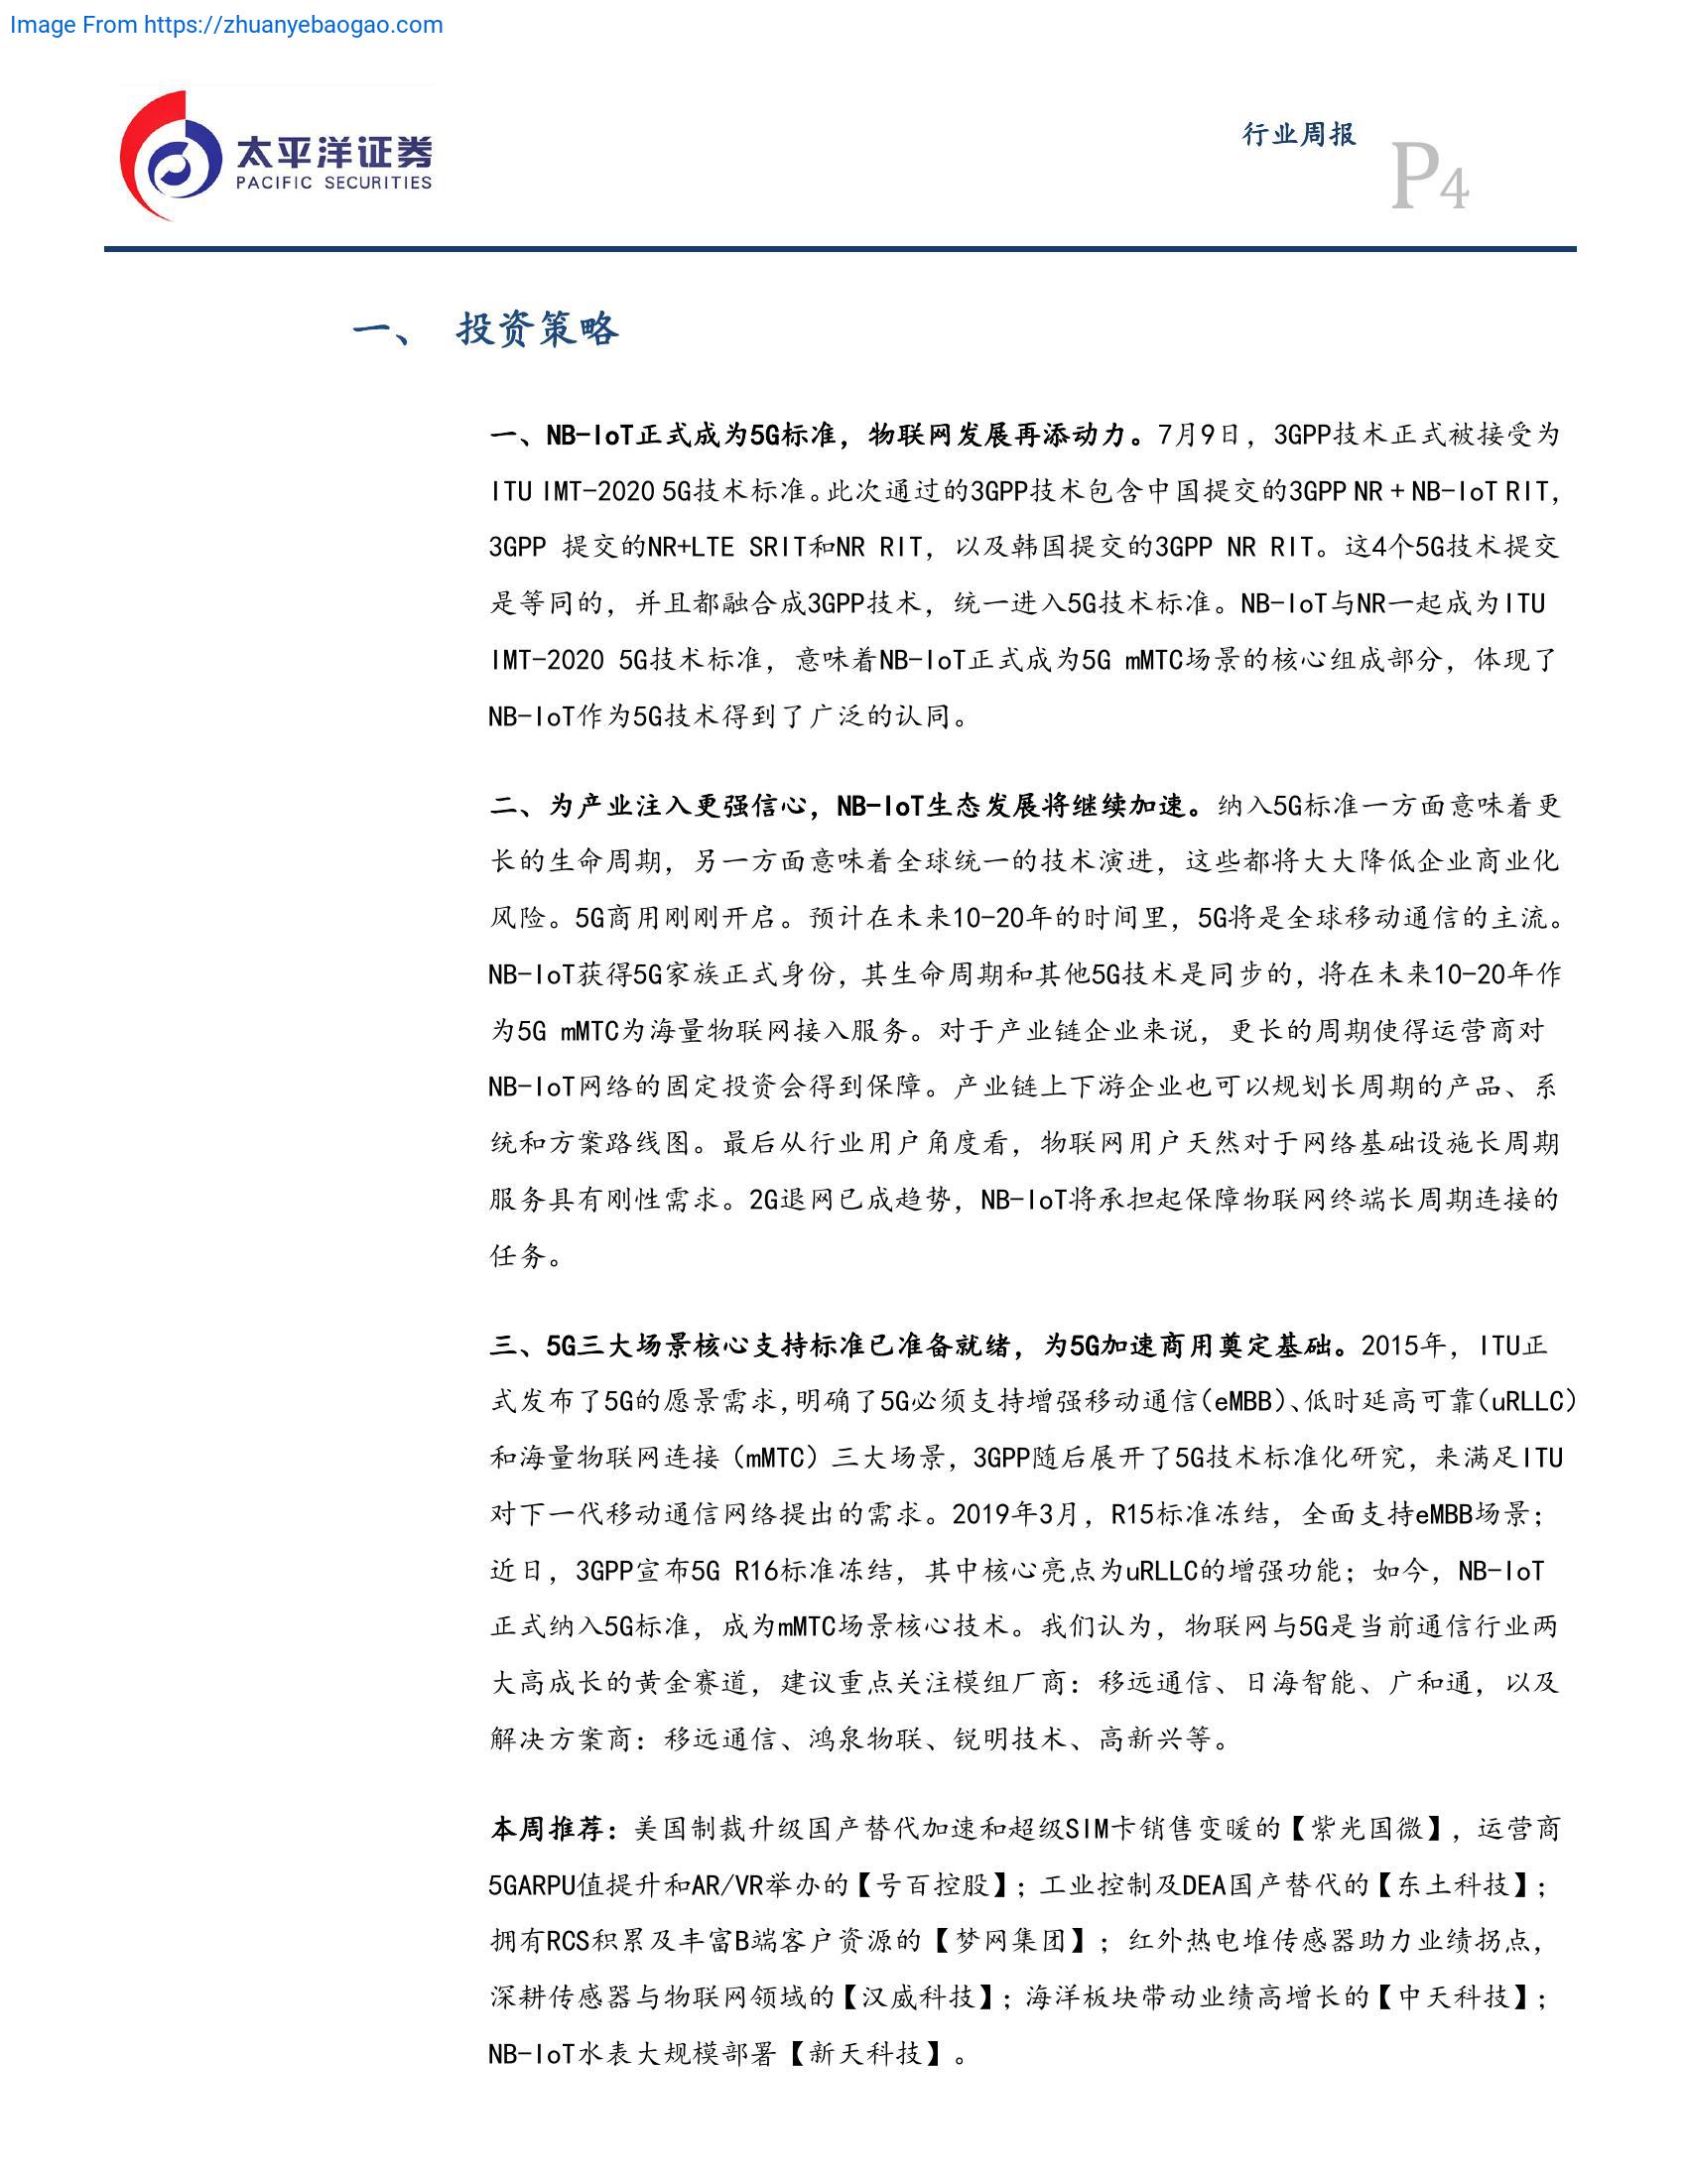 Image From https://zhuanyebaogao.com
太平洋证券
PACIFIC SECURITIES
行业周报
P4
一、 投资策略
一、NB-IoT正式成为5G标准，物联网发展再添动力。7月9日，3GPP技术正式被接受为
ITU IMT-2020 5G技术标准。此次通过的3GPP技术包含中国提交的3GPP NR + NB-IoT RIT，
3GPP 提交的NR+LTE SRIT和NR RIT，以及韩国提交的3GPP NR RIT。这4个5G技术提交
是等同的，并且都融合成3GPP技术，统一进入5G技术标准。NB-IoT与NR一起成为ITU
IMT-2020 5G技术标准，意味着NB-IoT正式成为5G mMTC场景的核心组成部分，体现了
NB-IoT作为5G技术得到了广泛的认同。
二、为产业注入更强信心，NB-IoT生态发展将继续加速。纳入5G标准一方面意味着更
长的生命周期，另一方面意味着全球统一的技术演进，这些都将大大降低企业商业化
风险。5G商用刚刚开启。预计在未来10-20年的时间里，5G将是全球移动通信的主流。
NB-IoT获得5G家族正式身份，其生命周期和其他5G技术是同步的，将在未来10-20年作
为5G mMTC为海量物联网接入服务。对于产业链企业来说，更长的周期使得运营商对
NB-IoT网络的固定投资会得到保障。产业链上下游企业也可以规划长周期的产品、系
统和方案路线图。最后从行业用户角度看，物联网用户天然对于网络基础设施长周期
服务具有刚性需求。2G退网已成趋势，NB-IoT将承担起保障物联网终端长周期连接的
任务。
三、5G三大场景核心支持标准已准备就绪，为5G加速商用奠定基础。2015年，ITU正
式发布了5G的愿景需求，明确了5G必须支持增强移动通信（eMBB）、低时延高可靠（uRLLC）
和海量物联网连接（mMTC）三大场景，3GPP随后展开了5G技术标准化研究，来满足ITU
对下一代移动通信网络提出的需求。2019年3月，R15标准冻结，全面支持eMBB场景；
近日，3GPP宣布5G R16标准冻结，其中核心亮点为uRLLC的增强功能；如今，NB-IoT
正式纳入5G标准，成为mMTC场景核心技术。我们认为，物联网与5G是当前通信行业两
大高成长的黄金赛道，建议重点关注模组厂商：移远通信、日海智能、广和通，以及
解决方案商：移远通信、鸿泉物联、锐明技术、高新兴等。
本周推荐：美国制裁升级国产替代加速和超级SIM卡销售变暖的【紫光国微】，运营商
5GARPU值提升和AR/VR举办的【号百控股】；工业控制及DEA国产替代的【东土科技】；
拥有RCS积累及丰富B端客户资源的【梦网集团】；红外热电堆传感器助力业绩拐点，
深耕传感器与物联网领域的【汉威科技】；海洋板块带动业绩高增长的【中天科技】；
NB-IoT水表大规模部署【新天科技】。